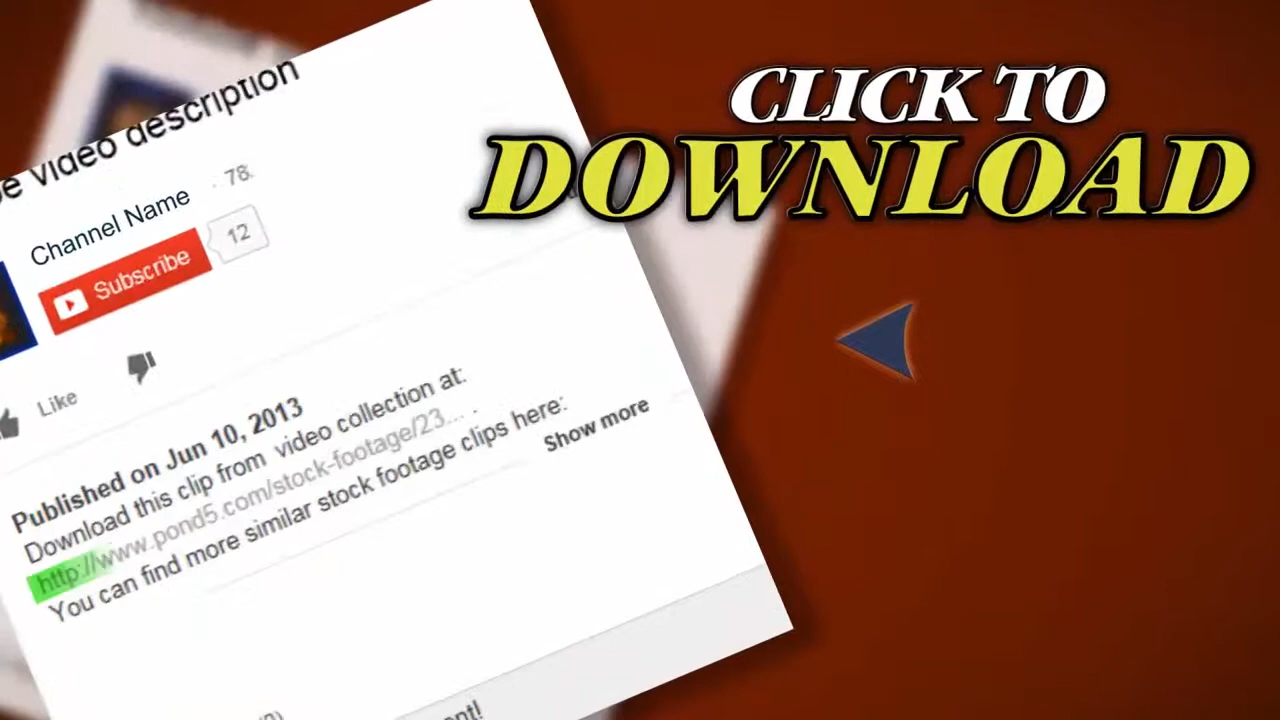 CLICK TO
DOWNLOAD
video description
Channel Name
Subscribe
12
Like
Published on Jun 10, 2013
Download this clip from video collection at:
http://www.pond5.com/stock-footage/23...
You can find more similar stock footage clips here:
Show more